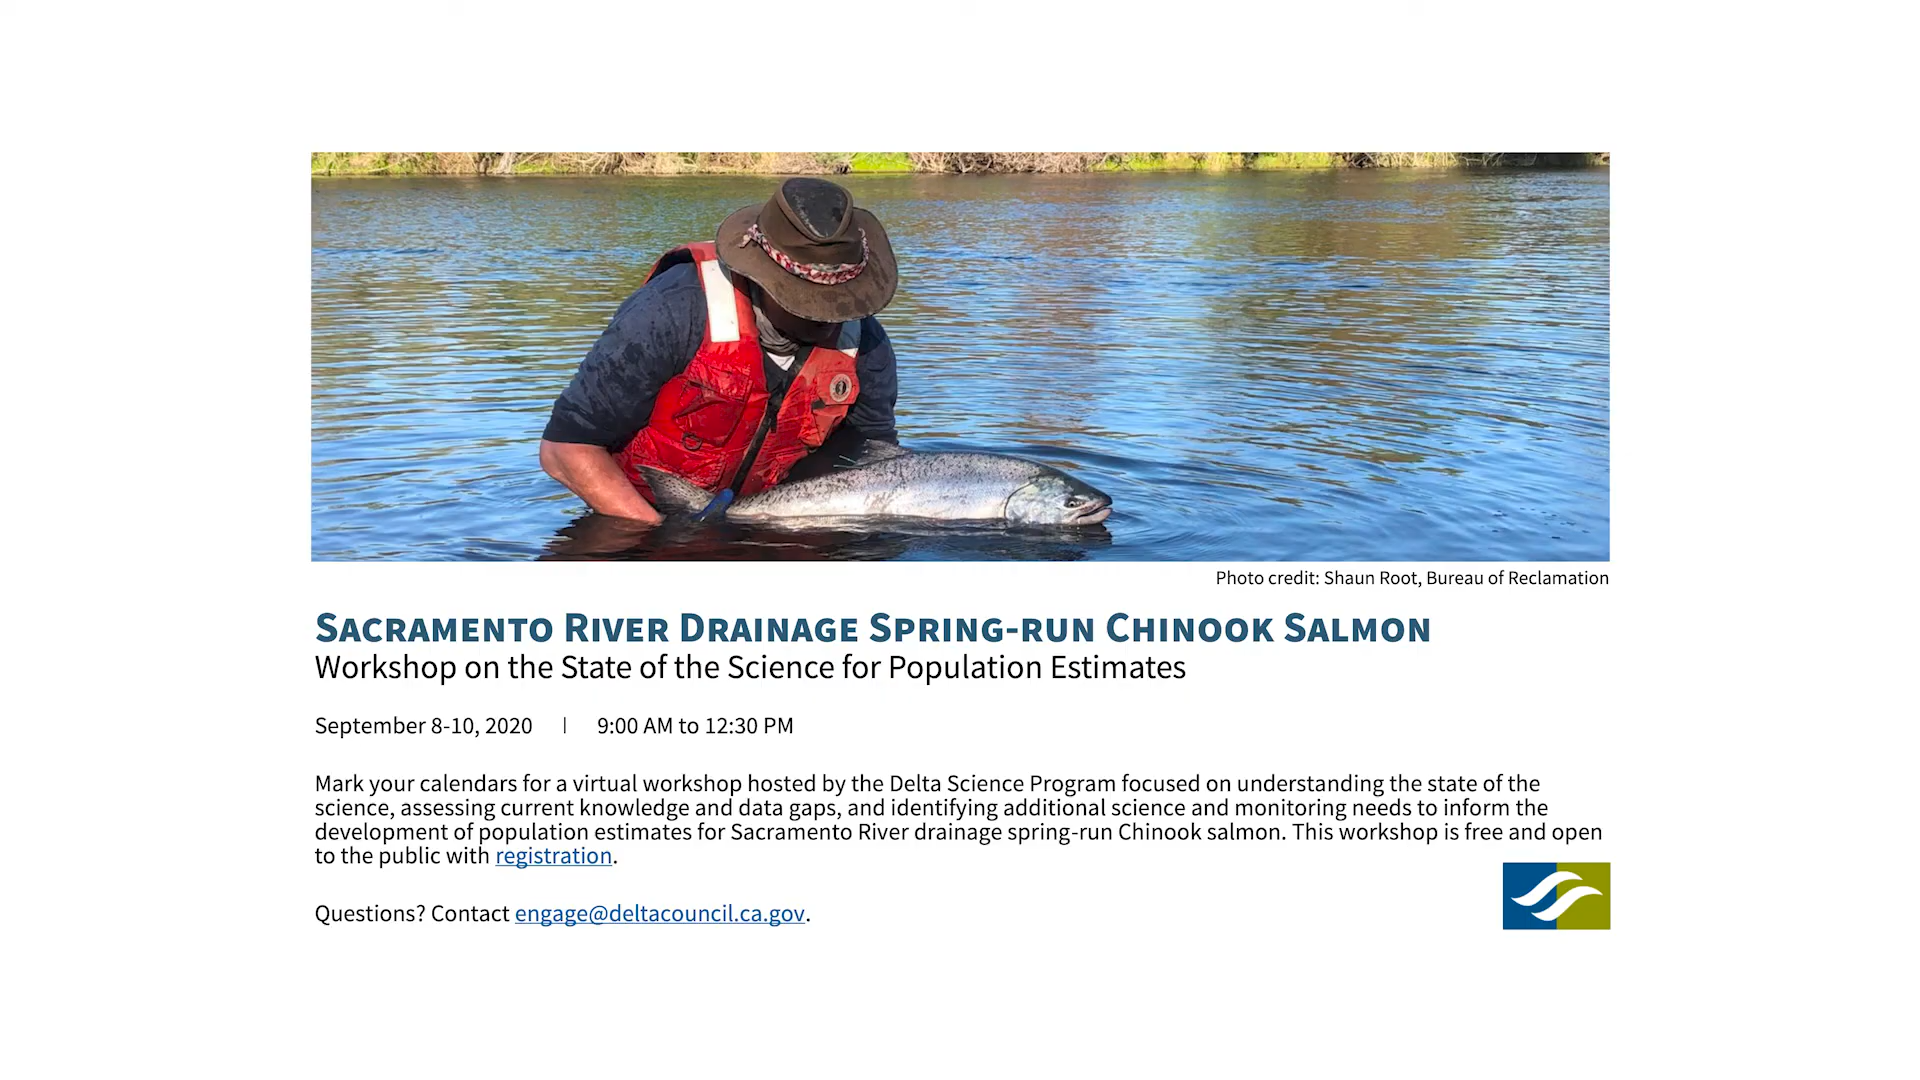 Photo credit: Shaun Root, Bureau of Reclamation
Sacramento River Drainage Spring-run Chinook Salmon
Workshop on the State of the Science for Population Estimates
September 8-10, 2020 | 9:00 AM to 12:30 PM
Mark your calendars for a virtual workshop hosted by the Delta Science Program focused on understanding the state of the
science, assessing current knowledge and data gaps, and identifying additional science and monitoring needs to inform the
development of population estimates for Sacramento River drainage spring-run Chinook salmon. This workshop is free and open
to the public with registration.
Questions? Contact engage@deltacouncil.ca.gov.